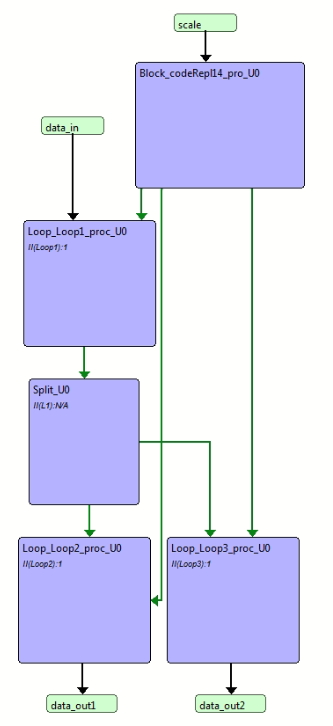 scale
Block_codeRepl14_pro_U0
data_in
Loop_Loop1_proc_U0
II(Loop1):1
Split_U0
II(L1):N/A
Loop_Loop2_proc_U0
II(Loop2):1
Loop_Loop3_proc_U0
II(Loop3):1
data_out1
data_out2